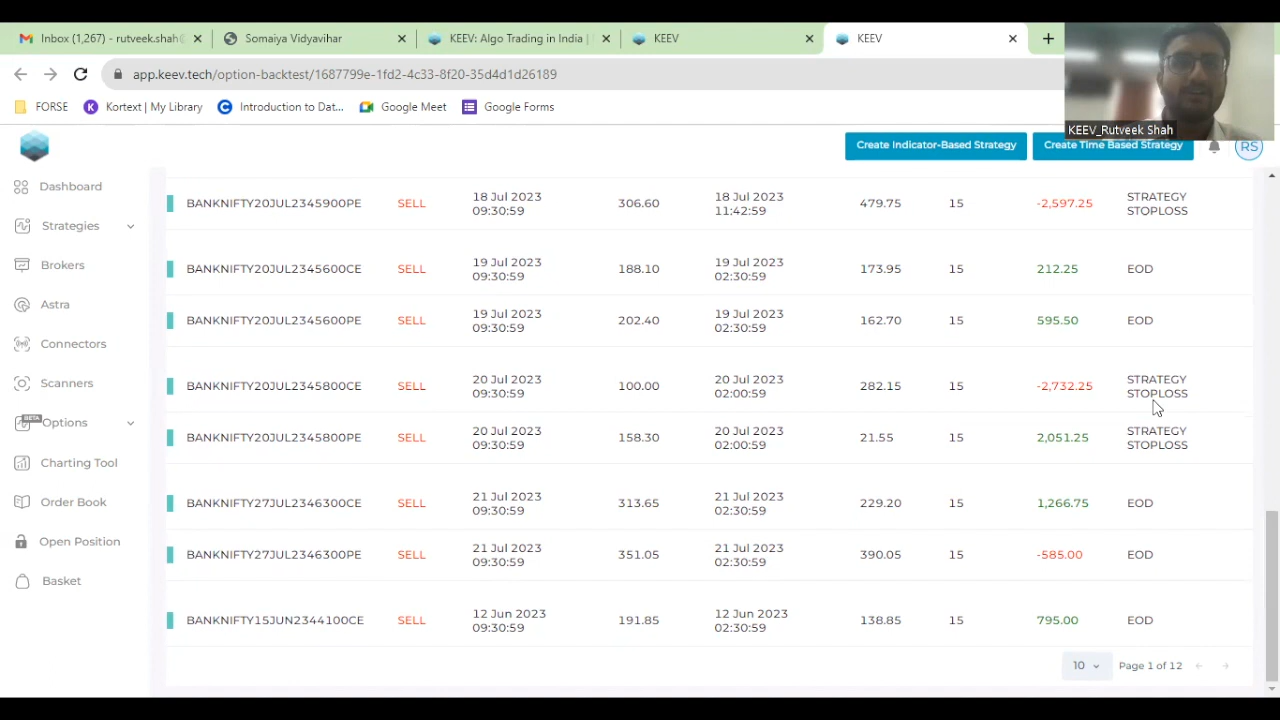 Inbox (1,267) - rutveek.shah@
Somaiya Vidyavihar
KEEV: Algo Trading in India |
KEEV
KEEV
app.keev.tech/option-backtest/1687799e-1fd2-4c33-8f20-35d4d1d26189
FORSE
Kortext | My Library
Introduction to Dat...
Google Meet
Google Forms
KEEV_Rutveek Shah
Create Indicator-Based Strategy
Create Time Based Strategy
RS
Dashboard
Strategies
Brokers
Astra
Connectors
Scanners
BETA
Options
Charting Tool
Order Book
Open Position
Basket
BANKNIFTY20JUL2345900PE SELL 18 Jul 2023 306.60 18 Jul 2023 479.75 15 -2,597.25 STRATEGY
09:30:59 11:42:59 STOPLOSS
BANKNIFTY20JUL2345600CE SELL 19 Jul 2023 188.10 19 Jul 2023 173.95 15 212.25 EOD
09:30:59 02:30:59
BANKNIFTY20JUL2345600PE SELL 19 Jul 2023 202.40 19 Jul 2023 162.70 15 595.50 EOD
09:30:59 02:30:59
BANKNIFTY20JUL2345800CE SELL 20 Jul 2023 100.00 20 Jul 2023 282.15 15 -2,732.25 STRATEGY
09:30:59 02:00:59 STOPLOSS
BANKNIFTY20JUL2345800PE SELL 20 Jul 2023 158.30 20 Jul 2023 21.55 15 2,051.25 STRATEGY
09:30:59 02:00:59 STOPLOSS
BANKNIFTY27JUL2346300CE SELL 21 Jul 2023 313.65 21 Jul 2023 229.20 15 1,266.75 EOD
09:30:59 02:30:59
BANKNIFTY27JUL2346300PE SELL 21 Jul 2023 351.05 21 Jul 2023 390.05 15 -585.00 EOD
09:30:59 02:30:59
BANKNIFTY15JUN2344100CE SELL 12 Jun 2023 191.85 12 Jun 2023 138.85 15 795.00 EOD
09:30:59 02:30:59
10 Page 1 of 12